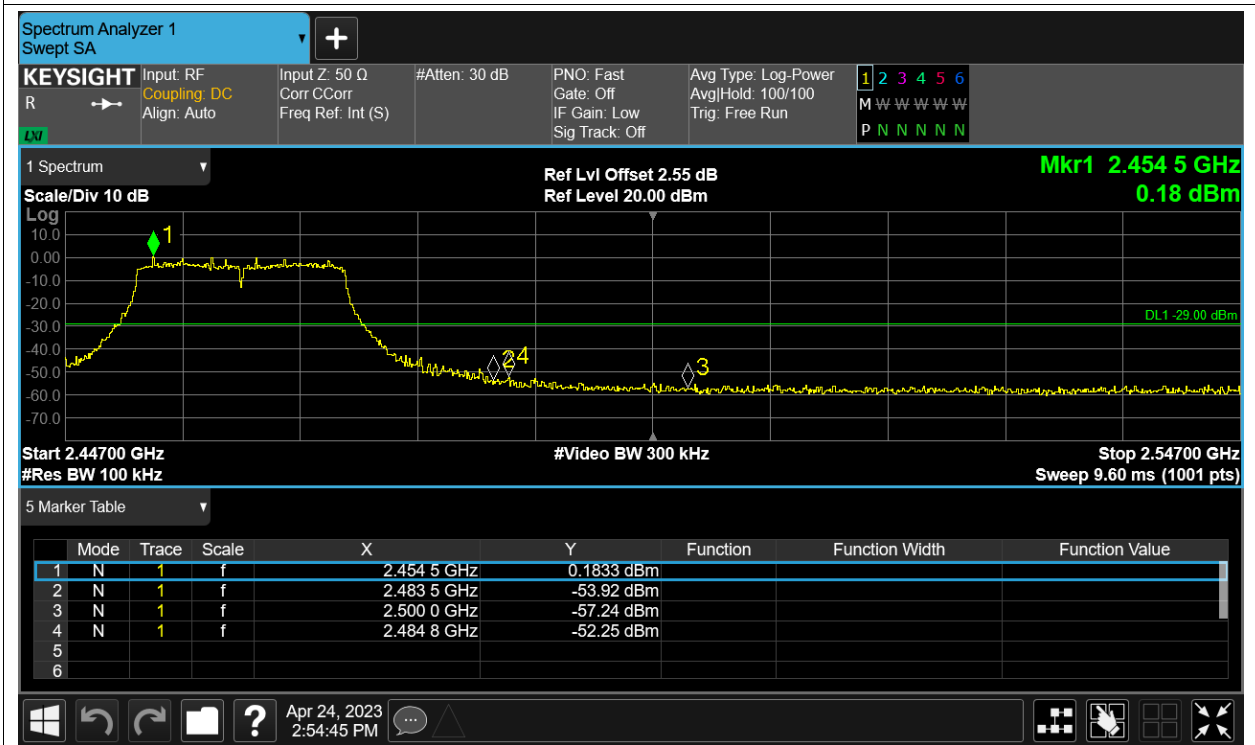 Spectrum Analyzer 1
Swept SA
KEYSIGHT Input: RF Input Z: 50 Ω #Atten: 30 dB PNO: Fast Avg Type: Log-Power 1 2 3 4 5 6
R Coupling: DC Corr CCorr Gate: Off Avg|Hold: 100/100 M W W W W W
Align: Auto Freq Ref: Int (S) IF Gain: Low Trig: Free Run
LXI Sig Track: Off P N N N N N
1 Spectrum Ref Lvl Offset 2.55 dB Mkr1 2.454 5 GHz
Scale/Div 10 dB Ref Level 20.00 dBm 0.18 dBm
Log
10.0 1
0.00
-10.0
-20.0
-30.0 DL1 -29.00 dBm
-40.0 2 4
-50.0 3
-60.0
-70.0
Start 2.44700 GHz #Video BW 300 kHz Stop 2.54700 GHz
#Res BW 100 kHz Sweep 9.60 ms (1001 pts)
5 Marker Table
Mode Trace Scale X Y Function Function Width Function Value
1 N 1 f 2.454 5 GHz 0.1833 dBm
2 N 1 f 2.483 5 GHz -53.92 dBm
3 N 1 f 2.500 0 GHz -57.24 dBm
4 N 1 f 2.484 8 GHz -52.25 dBm
5
6
? Apr 24, 2023
2:54:45 PM